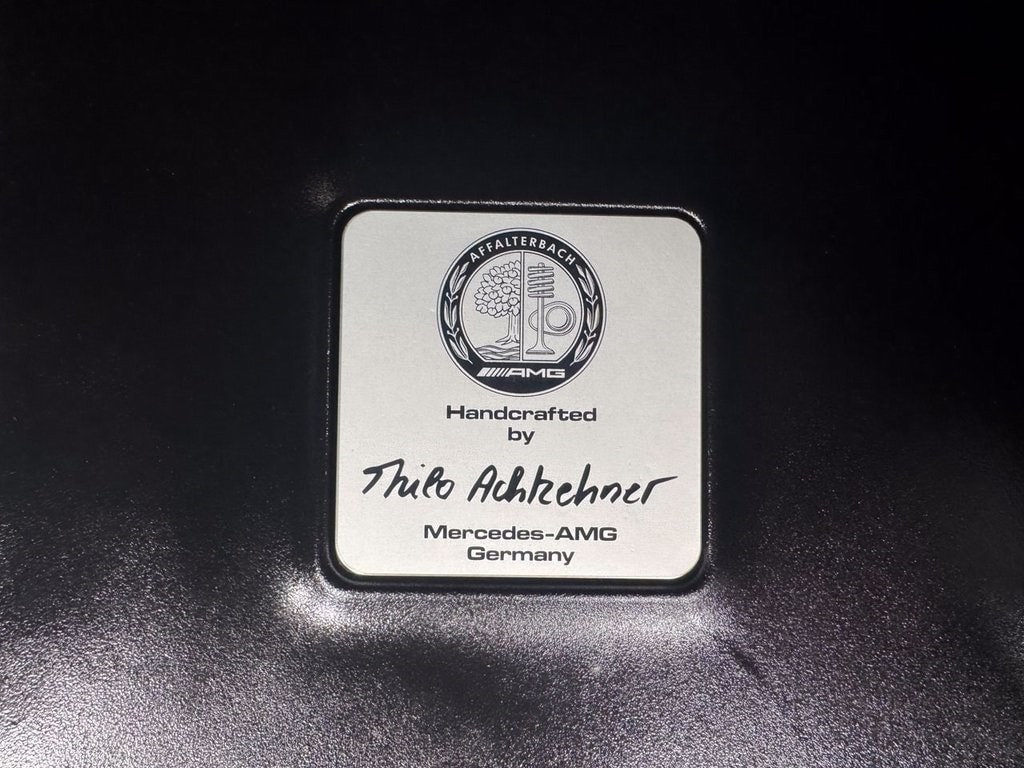 AFFALTERBACH
AMG
Handcrafted
by
Thilo Achtzehner
Mercedes-AMG
Germany